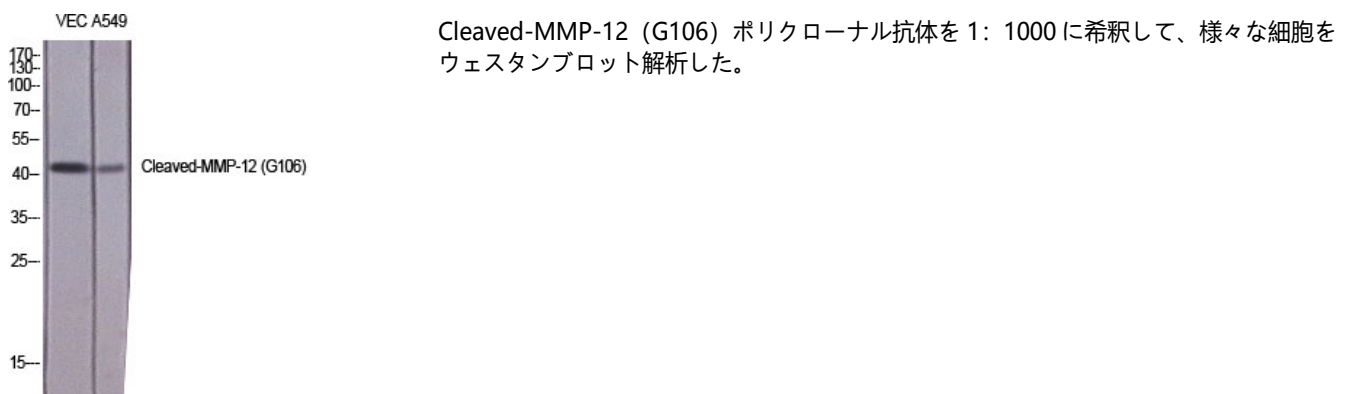 VEC A549
Cleaved-MMP-12（G106）ポリクローナル抗体を 1：1000 に希釈して、様々な細胞を
ウェスタンブロット解析した。
170--
130--
100--
70--
55--
40--
35---
25---
15---
Cleaved-MMP-12 (G106)